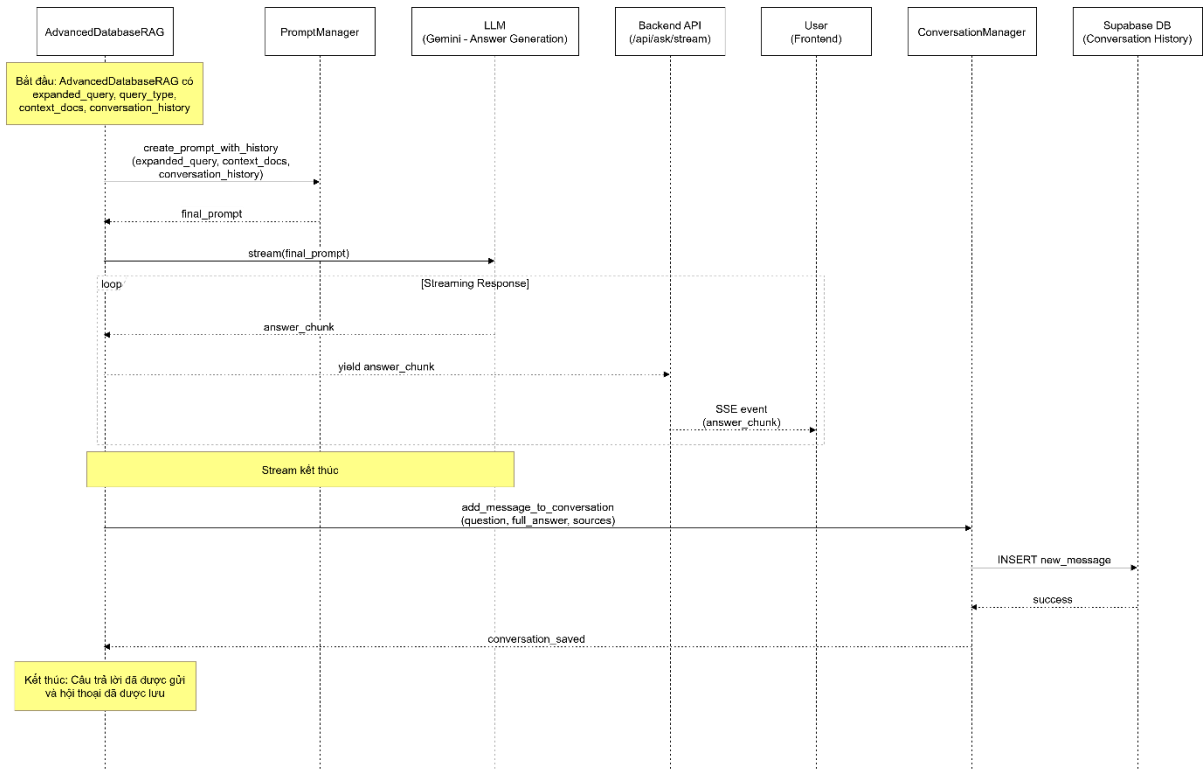 AdvancedDatabaseRAG
PromptManager
LLM
(Gemini - Answer Generation)
Backend API
(/api/ask/stream)
User
(Frontend)
ConversationManager
Supabase DB
(Conversation History)
Bắt đầu: AdvancedDatabaseRAG có
expanded_query, query_type,
context_docs, conversation_history
create_prompt_with_history
(expanded_query, context_docs,
conversation_history)
final_prompt
stream(final_prompt)
loop
[Streaming Response]
answer_chunk
yield answer_chunk
SSE event
(answer_chunk)
Stream kết thúc
add_message_to_conversation
(question, full_answer, sources)
INSERT new_message
success
conversation_saved
Kết thúc: Câu trả lời đã được gửi
và hội thoại đã được lưu